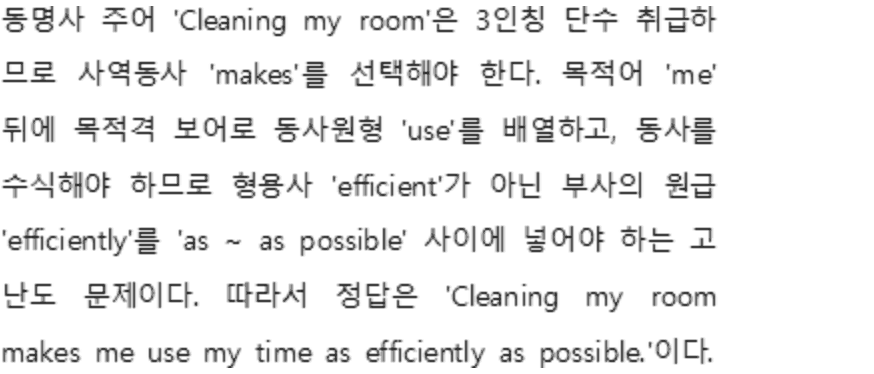 동명사 주어 'Cleaning my room'은 3인칭 단수 취급하
므로 사역동사 'makes'를 선택해야 한다. 목적어 'me'
뒤에 목적격 보어로 동사원형 'use'를 배열하고, 동사를
수식해야 하므로 형용사 'efficient'가 아닌 부사의 원급
'efficiently'를 'as ~ as possible' 사이에 넣어야 하는 고
난도 문제이다. 따라서 정답은 'Cleaning my room
makes me use my time as efficiently as possible.'이다.